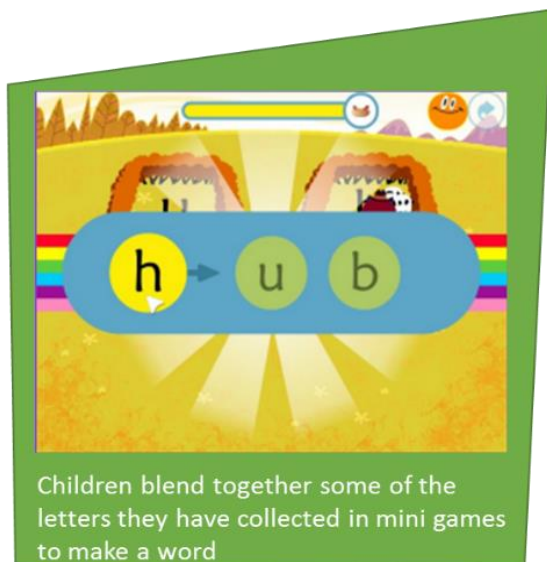 h u b
Children blend together some of the
letters they have collected in mini games
to make a word